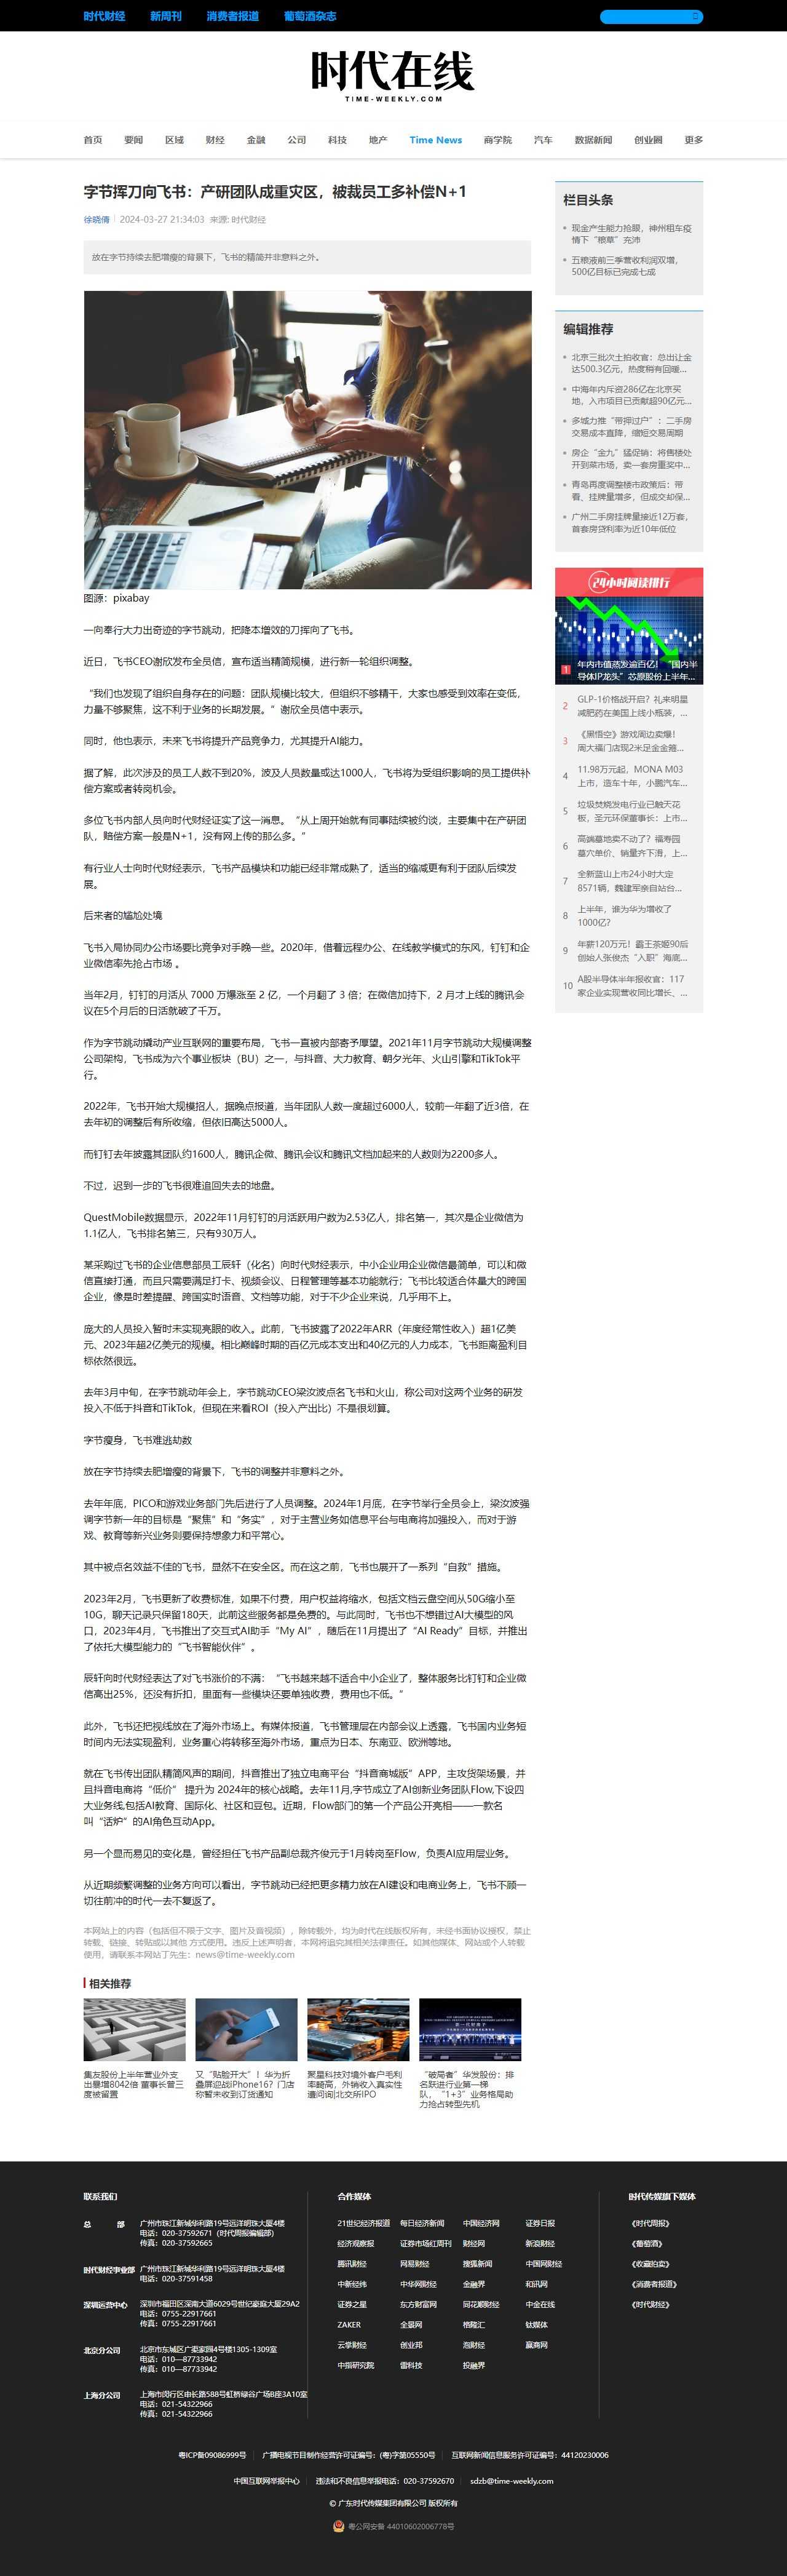 时代财经 新周刊 消费者报道 葡萄酒杂志
时代在线
TIME-WEEKLY.COM
首页 要闻 区域 财经 金融 公司 科技 地产 Time News 商学院 汽车 数据新闻 创业圈 更多
字节挥刀向飞书：产研团队成重灾区，被裁员工多补偿N+1
徐晓倩 2024-03-27 21:34:03 来源: 时代财经
放在字节持续去肥增瘦的背景下，飞书的精简并非意料之外。
图源：pixabay
一向奉行大力出奇迹的字节跳动，把降本增效的刀挥向了飞书。
近日，飞书CEO谢欣发布全员信，宣布适当精简规模，进行新一轮组织调整。
“我们也发现了组织自身存在的问题：团队规模比较大，但组织不够精干，大家也感受到效率在变低，
力量不够聚焦，这不利于业务的长期发展。”谢欣全员信中表示。
同时，他也表示，未来飞书将提升产品竞争力，尤其提升AI能力。
据了解，此次涉及的员工人数不到20%，波及人员数量或达1000人，飞书将为受组织影响的员工提供补
偿方案或者转岗机会。
多位飞书内部人员向时代财经证实了这一消息。“从上周开始就有同事陆续被约谈，主要集中在产研团
队，赔偿方案一般是N+1，没有网上传的那么多。”
有行业人士向时代财经表示，飞书产品模块和功能已经非常成熟了，适当的缩减更有利于团队后续发
展。
后来者的尴尬处境
飞书入局协同办公市场要比竞争对手晚一些。2020年，借着远程办公、在线教学模式的东风，钉钉和企
业微信率先抢占市场 。
当年2月，钉钉的月活从 7000 万爆涨至 2 亿，一个月翻了 3 倍；在微信加持下，2 月才上线的腾讯会
议在5个月后的日活就破了千万。
作为字节跳动撬动产业互联网的重要布局，飞书一直被内部寄予厚望。2021年11月字节跳动大规模调整
公司架构，飞书成为六个事业板块（BU）之一，与抖音、大力教育、朝夕光年、火山引擎和TikTok平
行。
2022年，飞书开始大规模招人，据晚点报道，当年团队人数一度超过6000人，较前一年翻了近3倍，在
去年初的调整后有所收缩，但依旧高达5000人。
而钉钉去年披露其团队约1600人，腾讯企微、腾讯会议和腾讯文档加起来的人数则为2200多人。
不过，迟到一步的飞书很难追回失去的地盘。
QuestMobile数据显示，2022年11月钉钉的月活跃用户数为2.53亿人，排名第一，其次是企业微信为
1.1亿人，飞书排名第三，只有930万人。
某采购过飞书的企业信息部员工辰轩（化名）向时代财经表示，中小企业用企业微信最简单，可以和微
信直接打通，而且只需要满足打卡、视频会议、日程管理等基本功能就行；飞书比较适合体量大的跨国
企业，像是时差提醒、跨国实时语音、文档等功能，对于不少企业来说，几乎用不上。
庞大的人员投入暂时未实现亮眼的收入。此前，飞书披露了2022年ARR（年度经常性收入）超1亿美
元、2023年超2亿美元的规模。相比巅峰时期的百亿元成本支出和40亿元的人力成本，飞书距离盈利目
标依然很远。
去年3月中旬，在字节跳动年会上，字节跳动CEO梁汝波点名飞书和火山，称公司对这两个业务的研发
投入不低于抖音和TikTok，但现在来看ROI（投入产出比）不是很划算。
字节瘦身，飞书难逃劫数
放在字节持续去肥增瘦的背景下，飞书的调整并非意料之外。
去年年底，PICO和游戏业务部先后进行了人员调整。2024年1月底，在字节举行全员会上，梁汝波强
调字节新一年的目标是“聚焦”和“务实”，对于主营业务如信息平台与电商将加强投入，而对于游
戏、教育等新兴业务则要保持想象力和平常心。
其中被点名效益不佳的飞书，显然不在安全区。而在这之前，飞书也展开了一系列“自救”措施。
2023年2月，飞书更新了收费标准，如果不付费，用户权益将缩水，包括文档云盘空间从50G缩小至
10G，聊天记录只保留180天，此前这些服务都是免费的。与此同时，飞书也不想错过AI大模型的风
口，2023年4月，飞书推出了交互式AI助手“My AI”，随后在11月提出了“AI Ready”目标，并推出
了依托大模型能力的“飞书智能伙伴”。
辰轩向时代财经表达了对飞书涨价的不满：“飞书越来越不适合中小企业了，整体服务比钉钉和企业微
信高出25%，还没有折扣，里面有一些模块还要单独收费，费用也不低。”
此外，飞书还把视线放在了海外市场上。有媒体报道，飞书管理层在内部会议上透露，飞书国内业务短
时间内无法实现盈利，业务重心将转移至海外市场，重点为日本、东南亚、欧洲等地。
就在飞书传出团队精简风声的期间，抖音推出了独立电商平台“抖音商城版”APP，主攻货架场景，并
且抖音电商将“低价” 提升为 2024年的核心战略。去年11月,字节成立了AI创新业务团队Flow,下设四
大业务线,包括AI教育、国际化、社区和豆包。近期，Flow部门的第一个产品公开亮相——一款名
叫“话炉”的AI角色互动App。
另一个显而易见的变化是，曾经担任飞书产品副总裁齐俊元于1月转岗至Flow，负责AI应用层业务。
从近期频繁调整的业务方向可以看出，字节跳动已经把更多精力放在AI建设和电商业务上，飞书不顾一
切往前冲的时代一去不复返了。
本网站上的内容（包括但不限于文字、图片及音视频），除转载外，均为时代在线版权所有，未经书面协议授权，禁止
转载、链接、转贴或以其他 方式使用。违反上述声明者，本网将追究其相关法律责任。如其他媒体、网站或个人转载
使用，请联系本网站丁先生：news@time-weekly.com
相关推荐
集友股份上半年营业外支
出暴增8042倍 董事长曾三
度被留置
又“贴脸开大”！华为折
叠屏迎战iPhone16？门店
称暂未收到订货通知
聚星科技对境外客户毛利
率畸高，外销收入真实性
遭问询|北交所IPO
“破局者”华发股份：排
名跃进行业第一梯
队，“1+3”业务格局助
力抢占转型先机
栏目头条
现金产生能力抢眼，神州租车疫
情下“粮草”充沛
五粮液前三季营收利润双增，
500亿目标已完成七成
编辑推荐
北京三批次土拍收官：总出让金
达500.3亿元，热度稍有回暖...
中海年内斥资286亿在北京买
地，入市项目已贡献超90亿元...
多城力推“带押过户”：二手房
交易成本直降，缩短交易周期
房企“金九”猛促销：将售楼处
开到菜市场，卖一套房重奖中...
青岛再度调整楼市政策后：带
看、挂牌量增多，但成交却保...
广州二手房挂牌量接近12万套，
首套房贷利率为近10年低位
24小时阅读排行
1 年内市值蒸发逾百亿！“国内半
导体IP龙头”芯原股份上半年...
2 GLP-1价格战开启？礼来明星
减肥药在美国上线小瓶装，...
3 《黑悟空》游戏周边卖爆！
周大福门店现2米足金金箍...
4 11.98万元起，MONA M03
上市，造车十年，小鹏汽车...
5 垃圾焚烧发电行业已触天花
板，圣元环保董事长：上市...
6 高端墓地卖不动了？福寿园
墓穴单价、销量齐下滑，上...
7 全新蓝山上市24小时大定
8571辆，魏建军亲自站台...
8 上半年，谁为华为增收了
1000亿？
9 年薪120万元！霸王茶姬90后
创始人张俊杰“入职”海底...
10 A股半导体半年报收官：117
家企业实现营收同比增长、...
联系我们
总 部 广州市珠江新城华利路19号远洋明珠大厦4楼
电话：020-37592671（时代周报编辑部）
传真：020-37592665
时代财经事业部 广州市珠江新城华利路19号远洋明珠大厦4楼
电话：020-37591458
深圳运营中心 深圳市福田区深南大道6029号世纪豪庭大厦29A2
电话：0755-22917661
传真：0755-22917661
北京分公司 北京市东城区广渠家园4号楼1305-1309室
电话：010—87733942
传真：010—87733942
上海分公司 上海市闵行区申长路588号虹桥绿谷广场B座3A10室
电话：021-54322966
传真：021-54322966
合作媒体
21世纪经济报道 每日经济新闻 中国经济网 证券日报
经济观察报 证券市场红周刊 财经网 新浪财经
腾讯财经 网易财经 搜狐新闻 中国网财经
中新经纬 中华网财经 金融界 和讯网
证券之星 东方财富网 同花顺财经 中金在线
ZAKER 全景网 格隆汇 钛媒体
云掌财经 创业邦 泡财经 赢商网
中指研究院 雷科技 投融界
时代传媒旗下媒体
《时代周报》
《葡萄酒》
《收藏拍卖》
《消费者报道》
《时代财经》
粤ICP备09086999号 广播电视节目制作经营许可证编号：(粤)字第05550号 互联网新闻信息服务许可证编号：44120230006
中国互联网举报中心 违法和不良信息举报电话：020-37592670 sdzb@time-weekly.com
© 广东时代传媒集团有限公司 版权所有
粤公网安备 44010602006778号